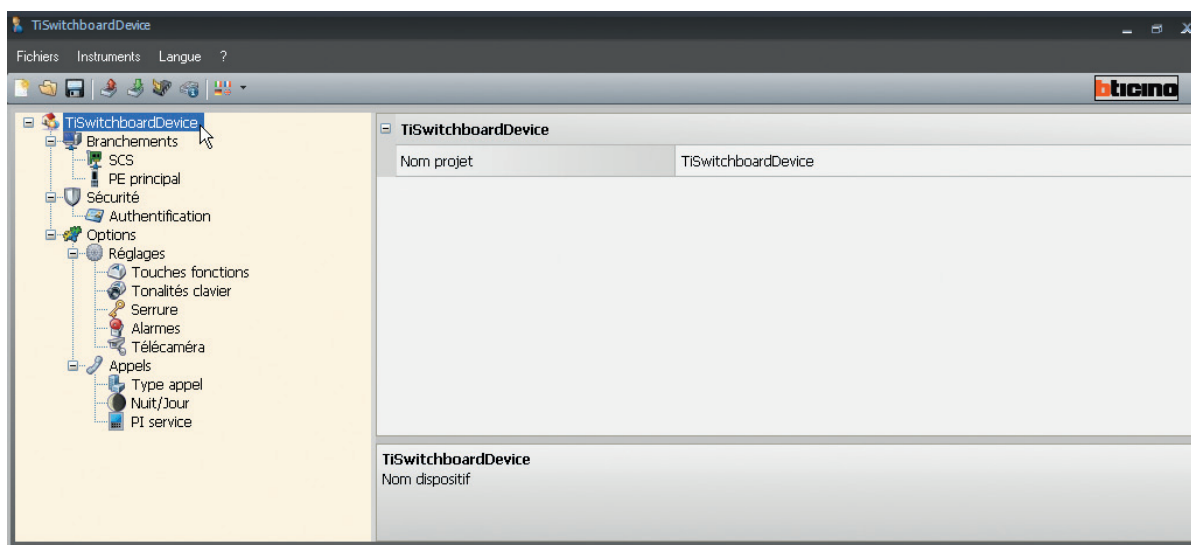 TiSwitchboardDevice
Fichiers Instruments Langue ?
bticino
TiSwitchboardDevice
Branchements
SCS
PE principal
Sécurité
Authentification
Options
Réglages
Touches fonctions
Tonalités clavier
Serrure
Alarmes
Télécaméra
Appels
Type appel
Nuit/Jour
PI service
TiSwitchboardDevice
Nom projet TiSwitchboardDevice
TiSwitchboardDevice
Nom dispositif